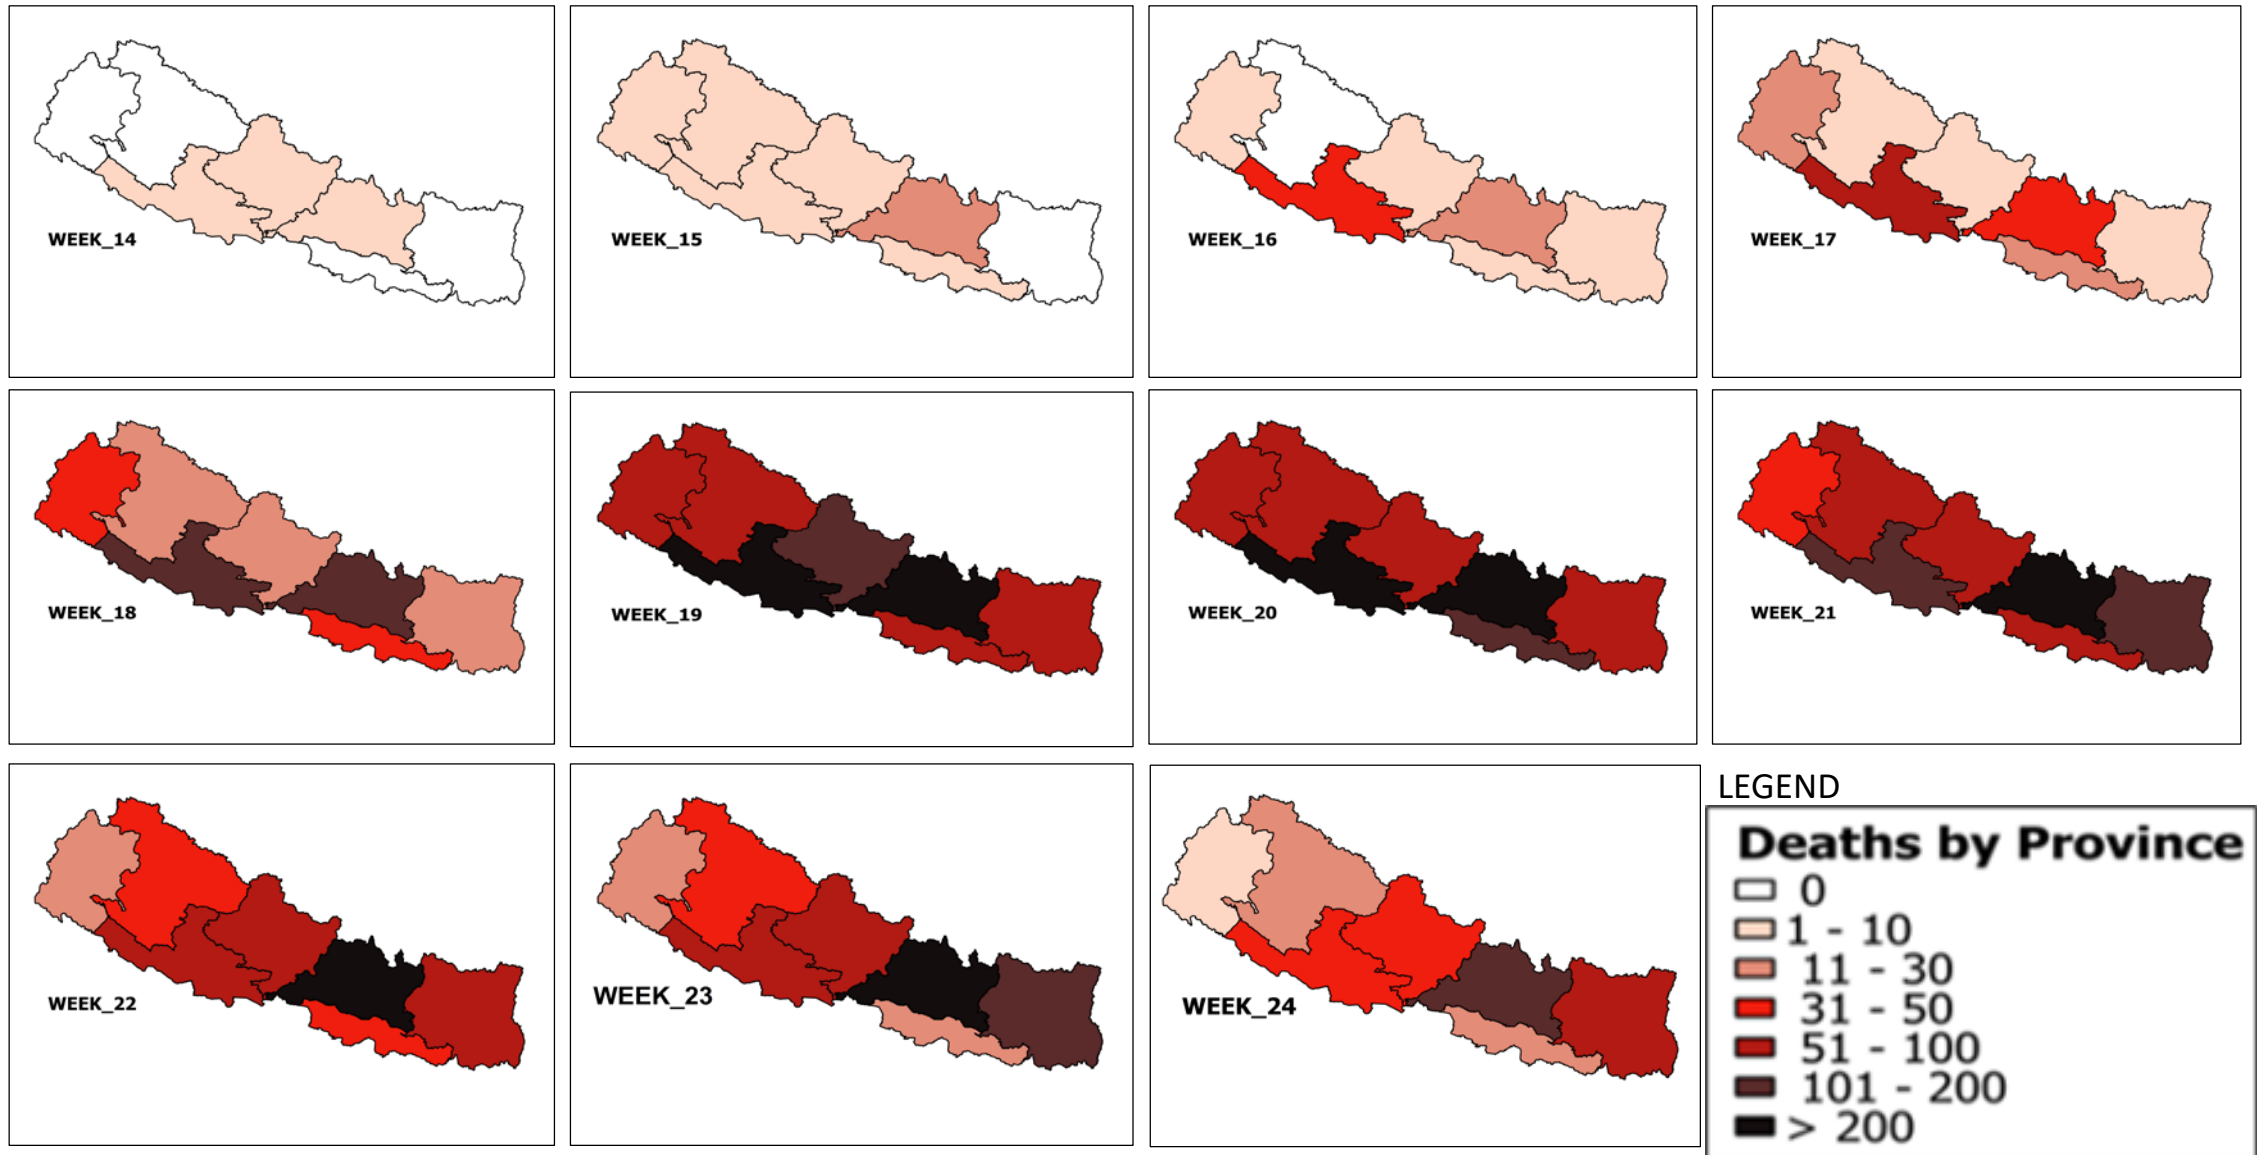 WEEK_14
WEEK_15
WEEK_16
WEEK_17
WEEK_18
WEEK_19
WEEK_20
WEEK_21
WEEK_22
WEEK_23
WEEK_24
LEGEND
Deaths by Province
0
1 - 10
11 - 30
31 - 50
51 - 100
101 - 200
> 200